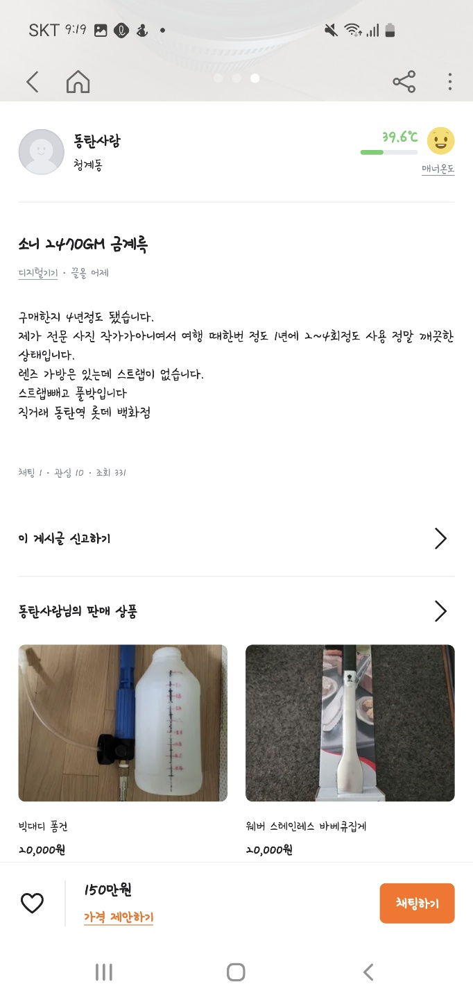 SKT 9:19
동탄사람
청계동
39.6℃
매너온도
소니 2470GM 금계륵
디지털기기 · 끌올 어제
구매한지 4년정도 됐습니다.
제가 전문 사진 작가가아니여서 여행 때한번 정도 1년에 2~4회정도 사용 정말 깨끗한
상태입니다.
렌즈 가방은 있는데 스트랩이 없습니다.
스트랩빼고 풀박입니다
직거래 동탄역 롯데 백화점
채팅 1 · 관심 10 · 조회 331
이 게시글 신고하기
동탄사람님의 판매 상품
빅대디 폼건
웨버 스테인레스 바베큐집게
20,000원
20,000원
150만원
가격 제안하기
채팅하기